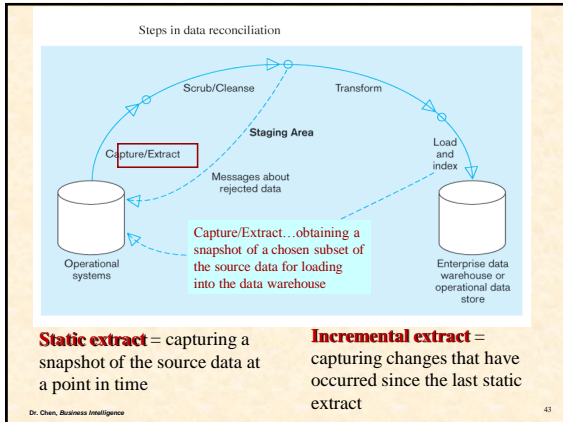 Steps in data reconciliation
Scrub/Cleanse
Transform
Staging Area
Capture/Extract
Load
and
index
Messages about
rejected data
Capture/Extract…obtaining a
snapshot of a chosen subset of
the source data for loading
into the data warehouse
Operational
systems
Enterprise data
warehouse or
operational data
store
Static extract = capturing a
snapshot of the source data at
a point in time
Incremental extract =
capturing changes that have
occurred since the last static
extract
Dr. Chen, Business Intelligence
43